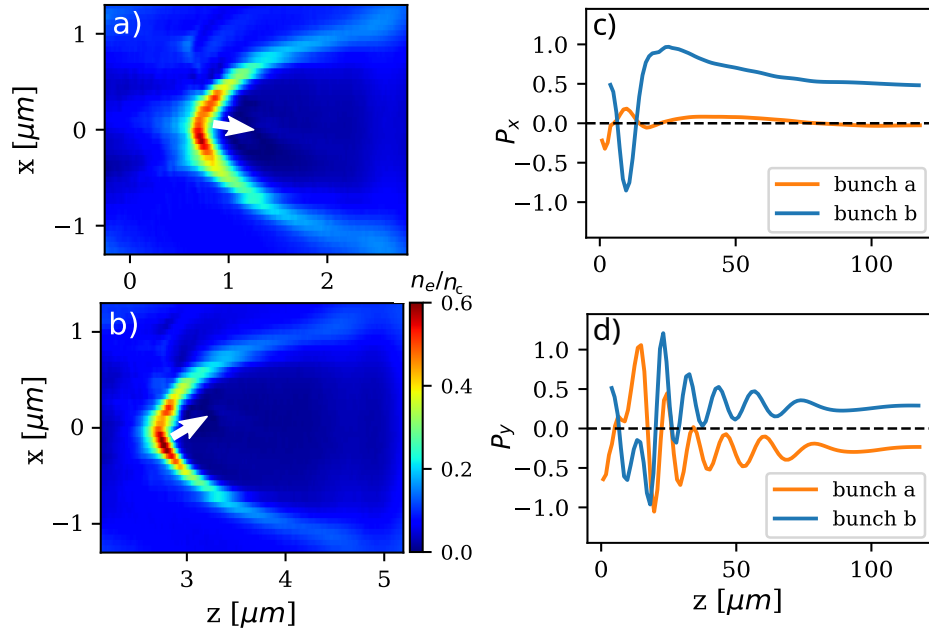 a)
x [μm]
1
0
−1
0
1
2
n_e/n_c
b)
x [μm]
1
0
−1
3
4
5
z [μm]
0.6
0.4
0.2
0.0
c)
P_x
1.0
0.5
0.0
−0.5
−1.0
0
50
100
bunch a
bunch b
d)
P_y
1.0
0.5
0.0
−0.5
−1.0
0
50
100
z [μm]
bunch a
bunch b